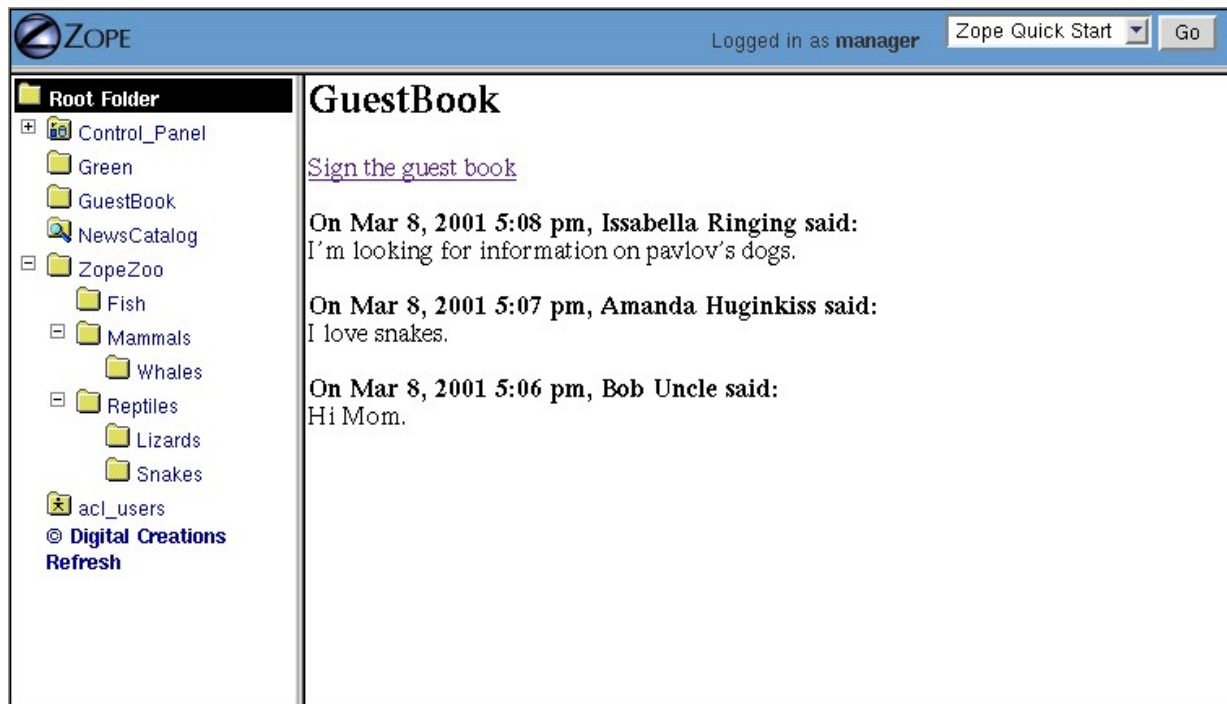 ZOPE
Logged in as manager
Zope Quick Start
Go
Root Folder
Control_Panel
Green
GuestBook
NewsCatalog
ZopeZoo
Fish
Mammals
Whales
Reptiles
Lizards
Snakes
acl_users
© Digital Creations
Refresh
GuestBook
Sign the guest book
On Mar 8, 2001 5:08 pm, Issabella Ringing said:
I'm looking for information on pavlov's dogs.
On Mar 8, 2001 5:07 pm, Amanda Huginkiss said:
I love snakes.
On Mar 8, 2001 5:06 pm, Bob Uncle said:
Hi Mom.